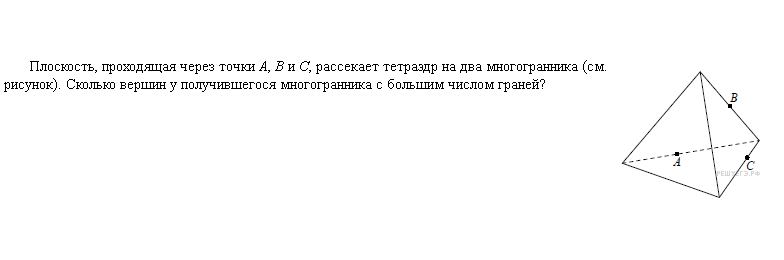 Плоскость, проходящая через точки A, B и C, рассекает тетраэдр на два многогранника (см.
рисунок). Сколько вершин у получившегося многогранника с большим числом граней?
B
A
C
РЕШУЕГЭ.РФ